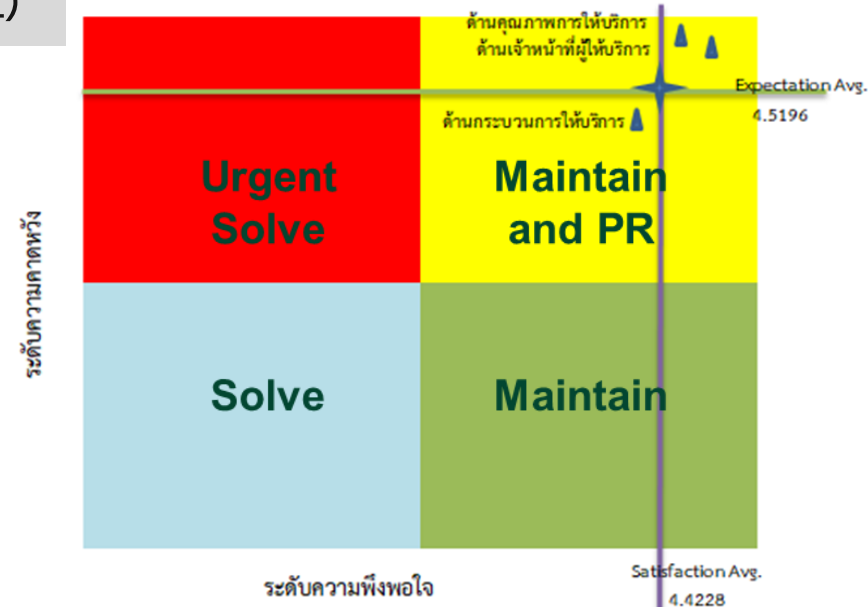 ด้านคุณภาพการให้บริการ
ด้านเจ้าหน้าที่ผู้ให้บริการ
Expectation Avg.
4.5196
ด้านกระบวนการให้บริการ
Urgent
Solve
Maintain
and PR
ระดับความคาดหวัง
Solve
Maintain
Satisfaction Avg.
ระดับความพึงพอใจ
4.4228